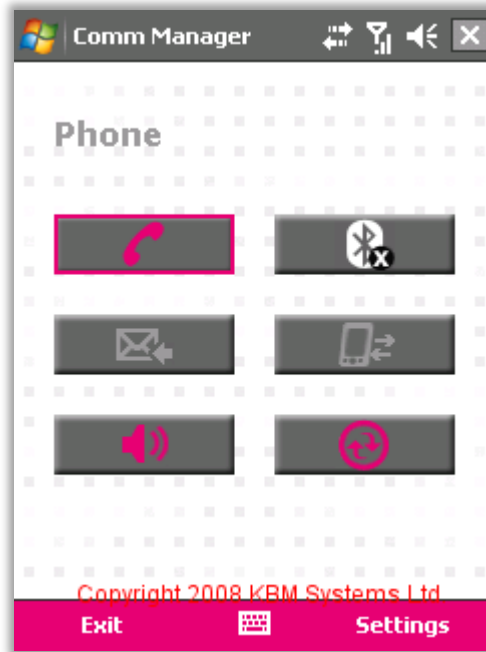 Comm Manager
Phone
Copyright 2008 KBM Systems Ltd
Exit
Settings